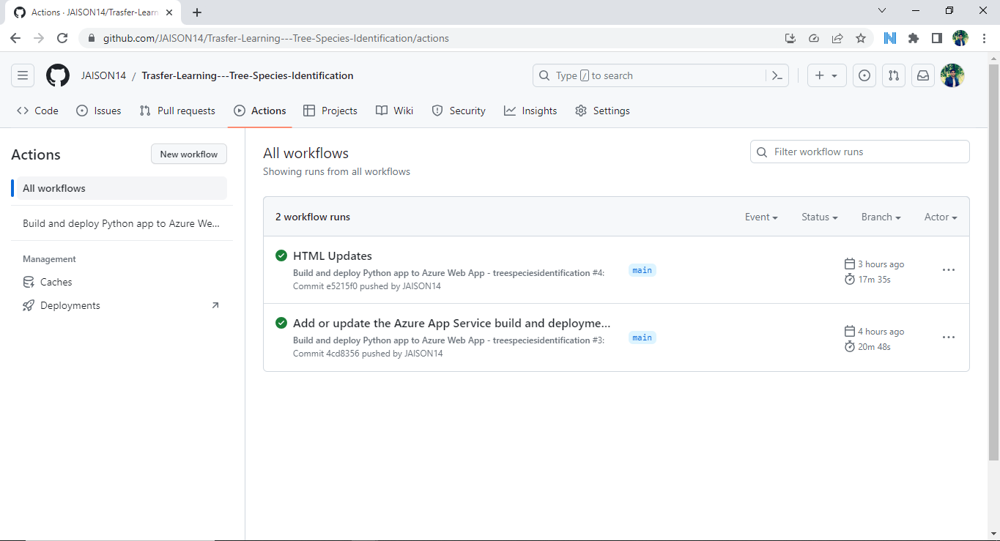 Actions · JAISON14/Trasfer-Learn
github.com/JAISON14/Trasfer-Learning---Tree-Species-Identification/actions
JAISON14 / Trasfer-Learning---Tree-Species-Identification
Type / to search
Code Issues Pull requests Actions Projects Wiki Security Insights Settings
Actions
New workflow
All workflows
Build and deploy Python app to Azure We...
Management
Caches
Deployments
All workflows
Showing runs from all workflows
Filter workflow runs
2 workflow runs
Event Status Branch Actor
HTML Updates
Build and deploy Python app to Azure Web App - treespeciesidentification #4:
Commit e5215f0 pushed by JAISON14
main
3 hours ago
17m 35s
Add or update the Azure App Service build and deployme...
Build and deploy Python app to Azure Web App - treespeciesidentification #3:
Commit 4cd8356 pushed by JAISON14
main
4 hours ago
20m 48s